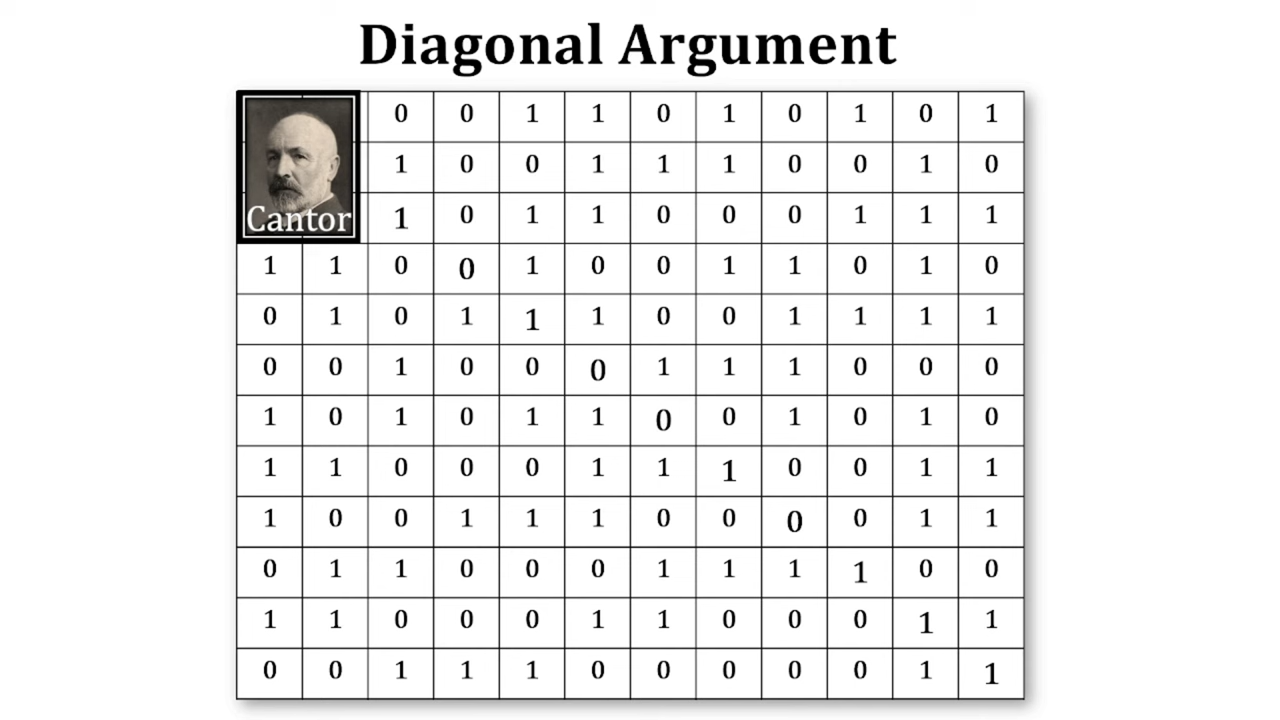 Diagonal Argument
0 0 1 1 0 1 0 1 0 1
1 0 0 1 1 1 0 0 1 0
Cantor 1 0 1 1 0 0 0 1 1 1
1 1 0 0 1 0 0 1 1 0 1 0
0 1 0 1 1 1 0 0 1 1 1 1
0 0 1 0 0 0 1 1 1 0 0 0
1 0 1 0 1 1 0 0 1 0 1 0
1 1 0 0 0 1 1 1 0 0 1 1
1 0 0 1 1 1 0 0 0 0 1 1
0 1 1 0 0 0 1 1 1 1 0 0
1 1 0 0 0 1 1 0 0 0 1 1
0 0 1 1 1 0 0 0 0 0 1 1